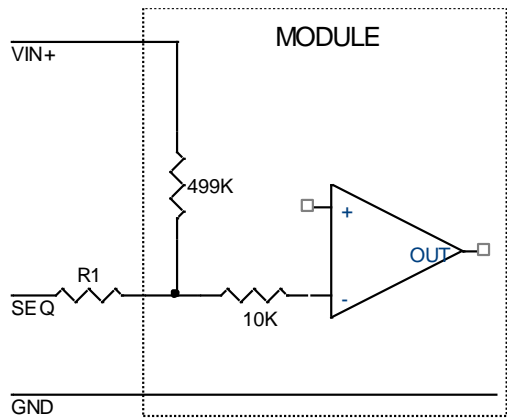 MODULE
VIN+
499K
+
OUT
R1
SEQ
10K
-
GND